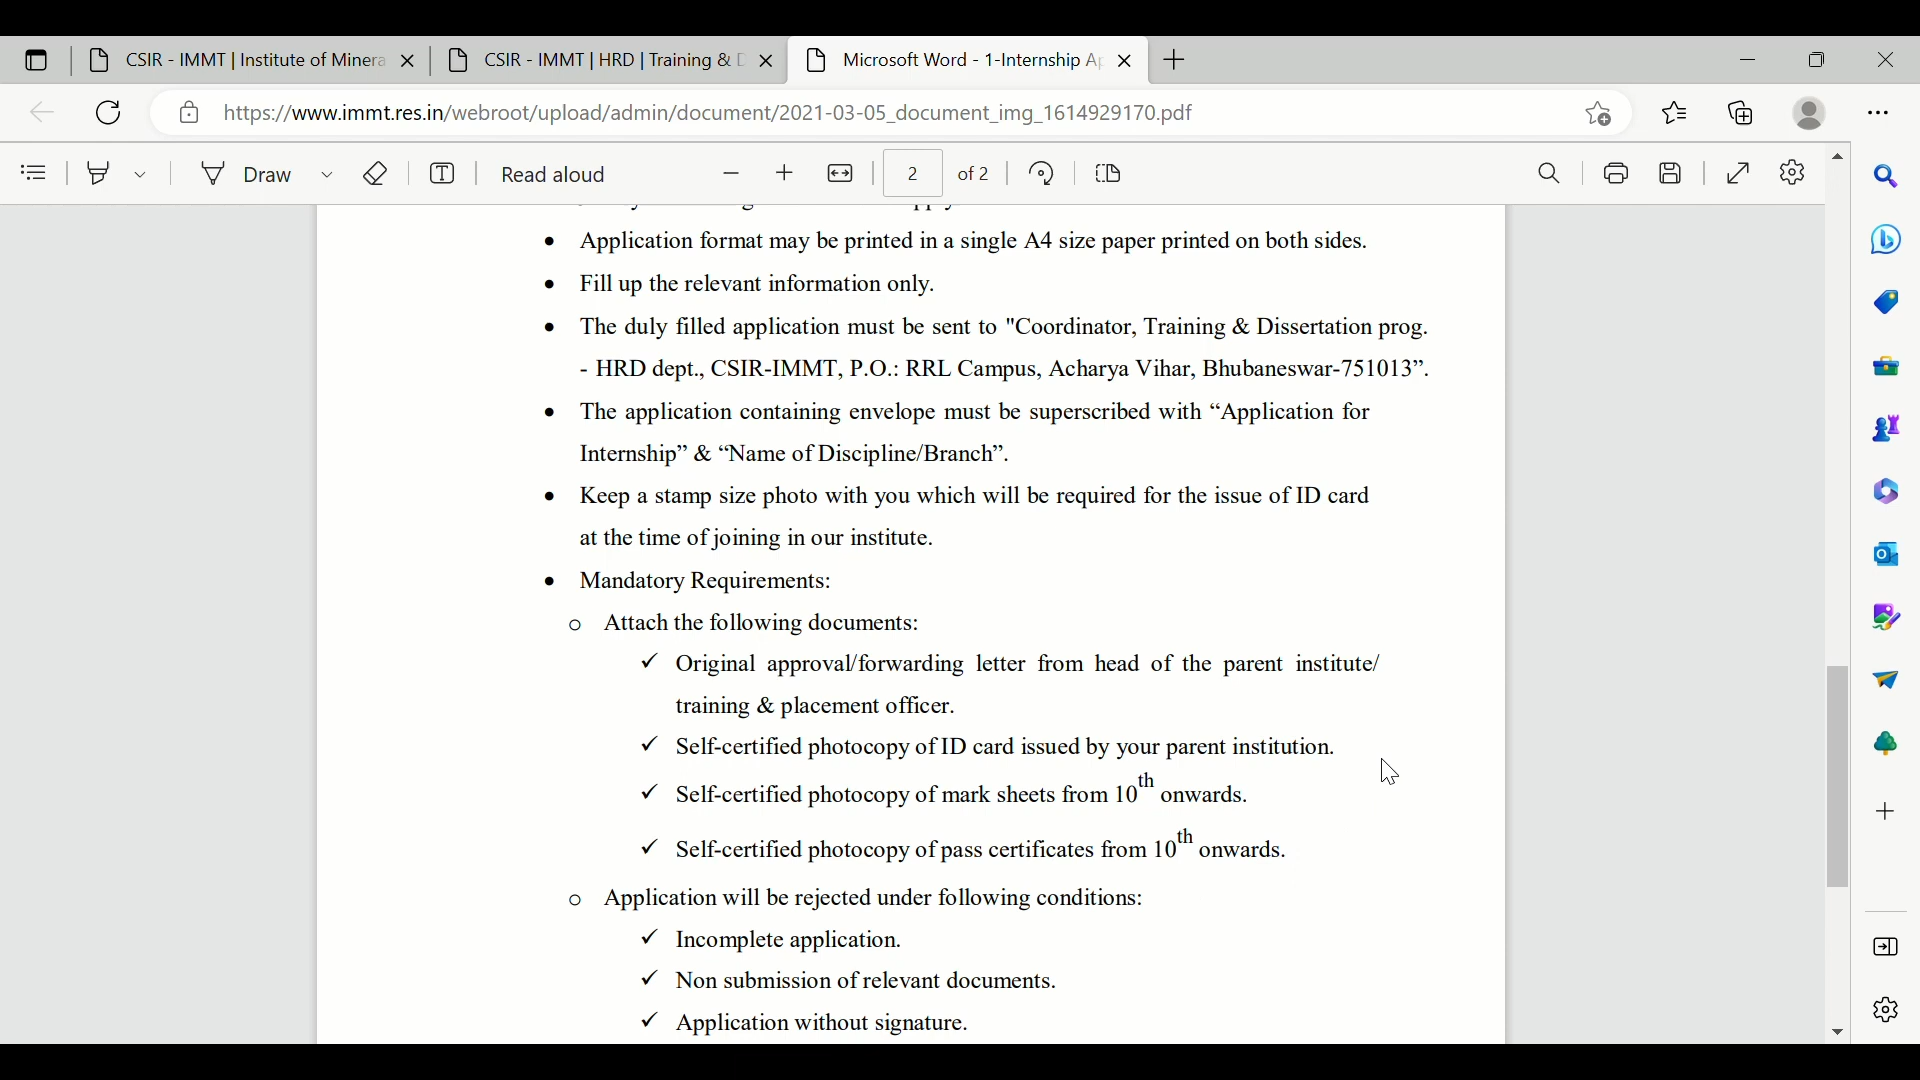 CSIR - IMMT | Institute of Minera
CSIR - IMMT | HRD | Training & D
Microsoft Word - 1-Internship Ap
https://www.immt.res.in/webroot/upload/admin/document/2021-03-05_document_img_1614929170.pdf
Draw
Read aloud
2 of 2
• Application format may be printed in a single A4 size paper printed on both sides.
• Fill up the relevant information only.
• The duly filled application must be sent to "Coordinator, Training & Dissertation prog.
- HRD dept., CSIR-IMMT, P.O.: RRL Campus, Acharya Vihar, Bhubaneswar-751013”.
• The application containing envelope must be superscribed with “Application for
Internship” & “Name of Discipline/Branch”.
• Keep a stamp size photo with you which will be required for the issue of ID card
at the time of joining in our institute.
• Mandatory Requirements:
o Attach the following documents:
✓ Original approval/forwarding letter from head of the parent institute/
training & placement officer.
✓ Self-certified photocopy of ID card issued by your parent institution.
✓ Self-certified photocopy of mark sheets from 10th onwards.
✓ Self-certified photocopy of pass certificates from 10th onwards.
o Application will be rejected under following conditions:
✓ Incomplete application.
✓ Non submission of relevant documents.
✓ Application without signature.